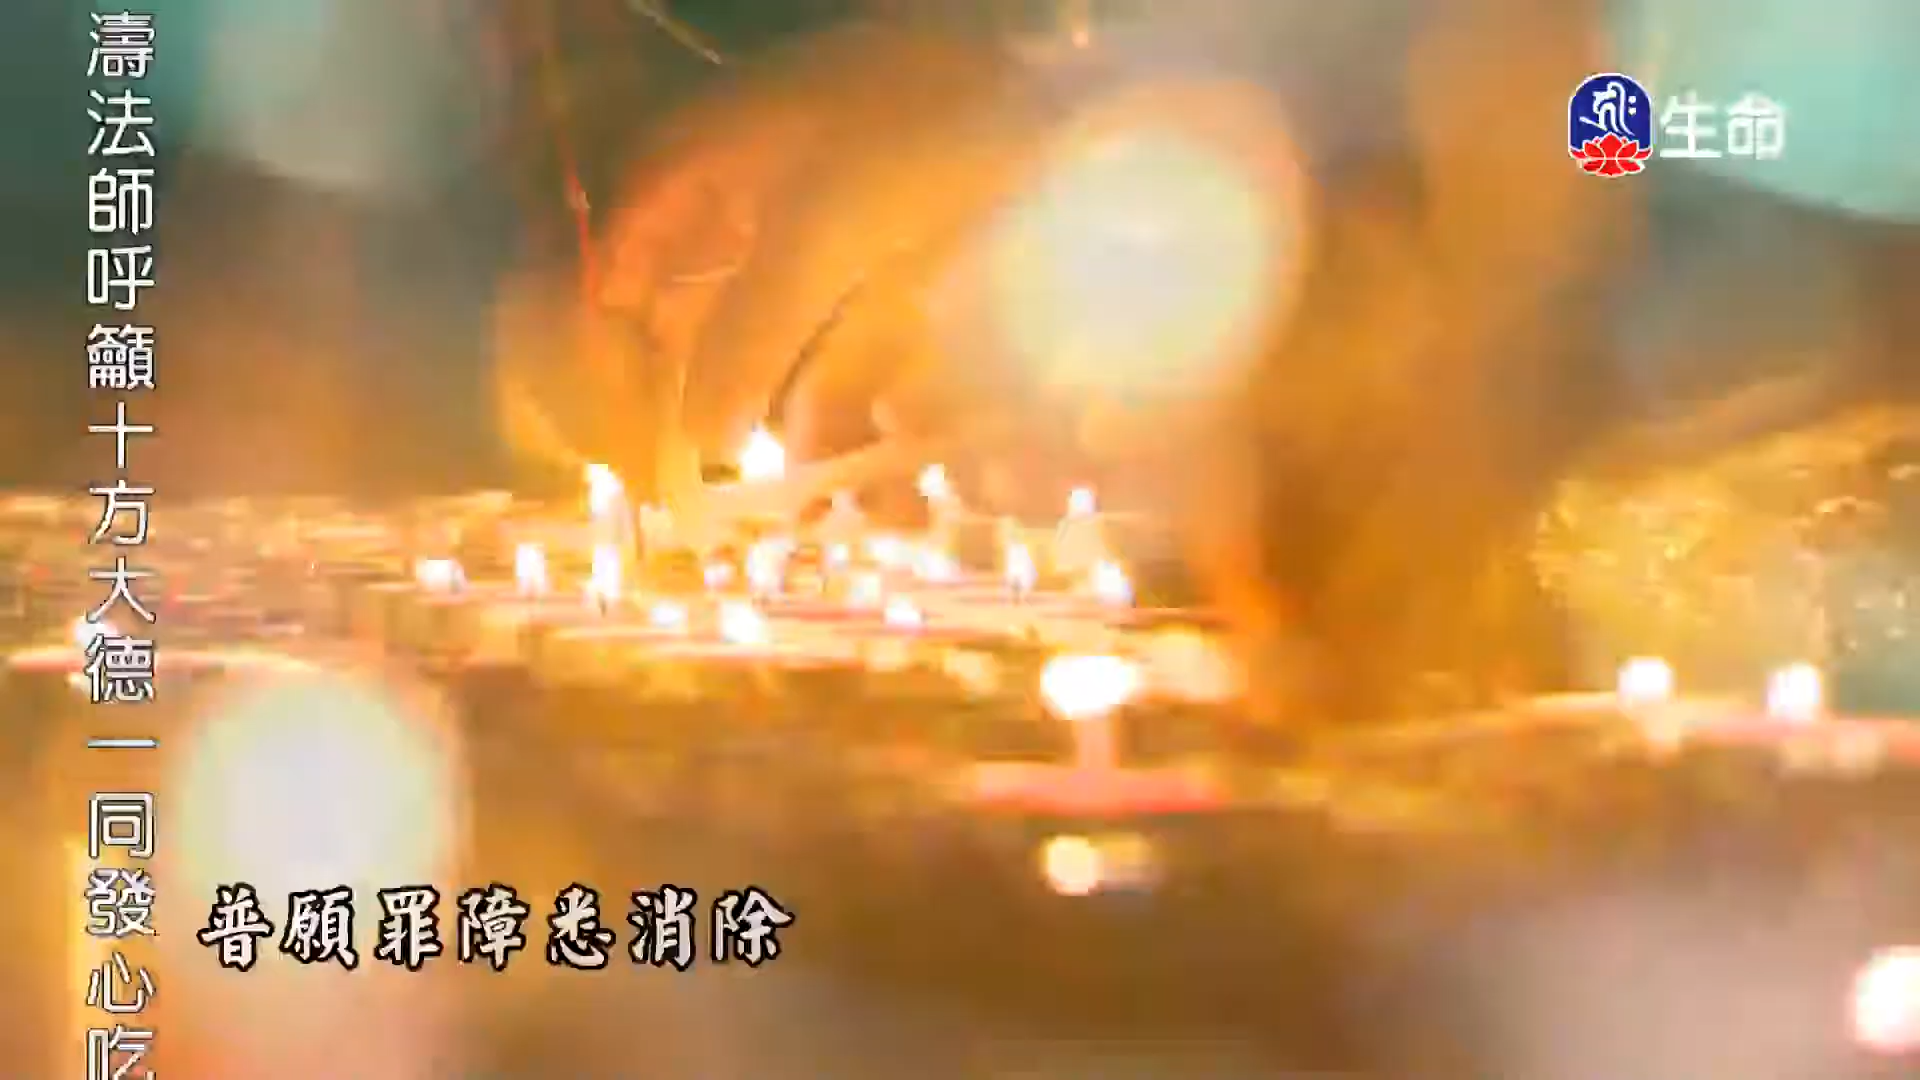 濤法師呼籲十方大德一同發心吃
生命
普願罪障悉消除